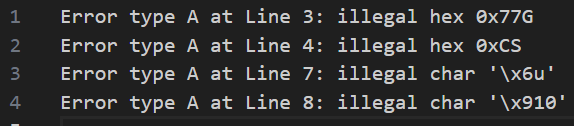 1 Error type A at Line 3: illegal hex 0x77G
2 Error type A at Line 4: illegal hex 0xCS
3 Error type A at Line 7: illegal char '\x6u'
4 Error type A at Line 8: illegal char '\x910'